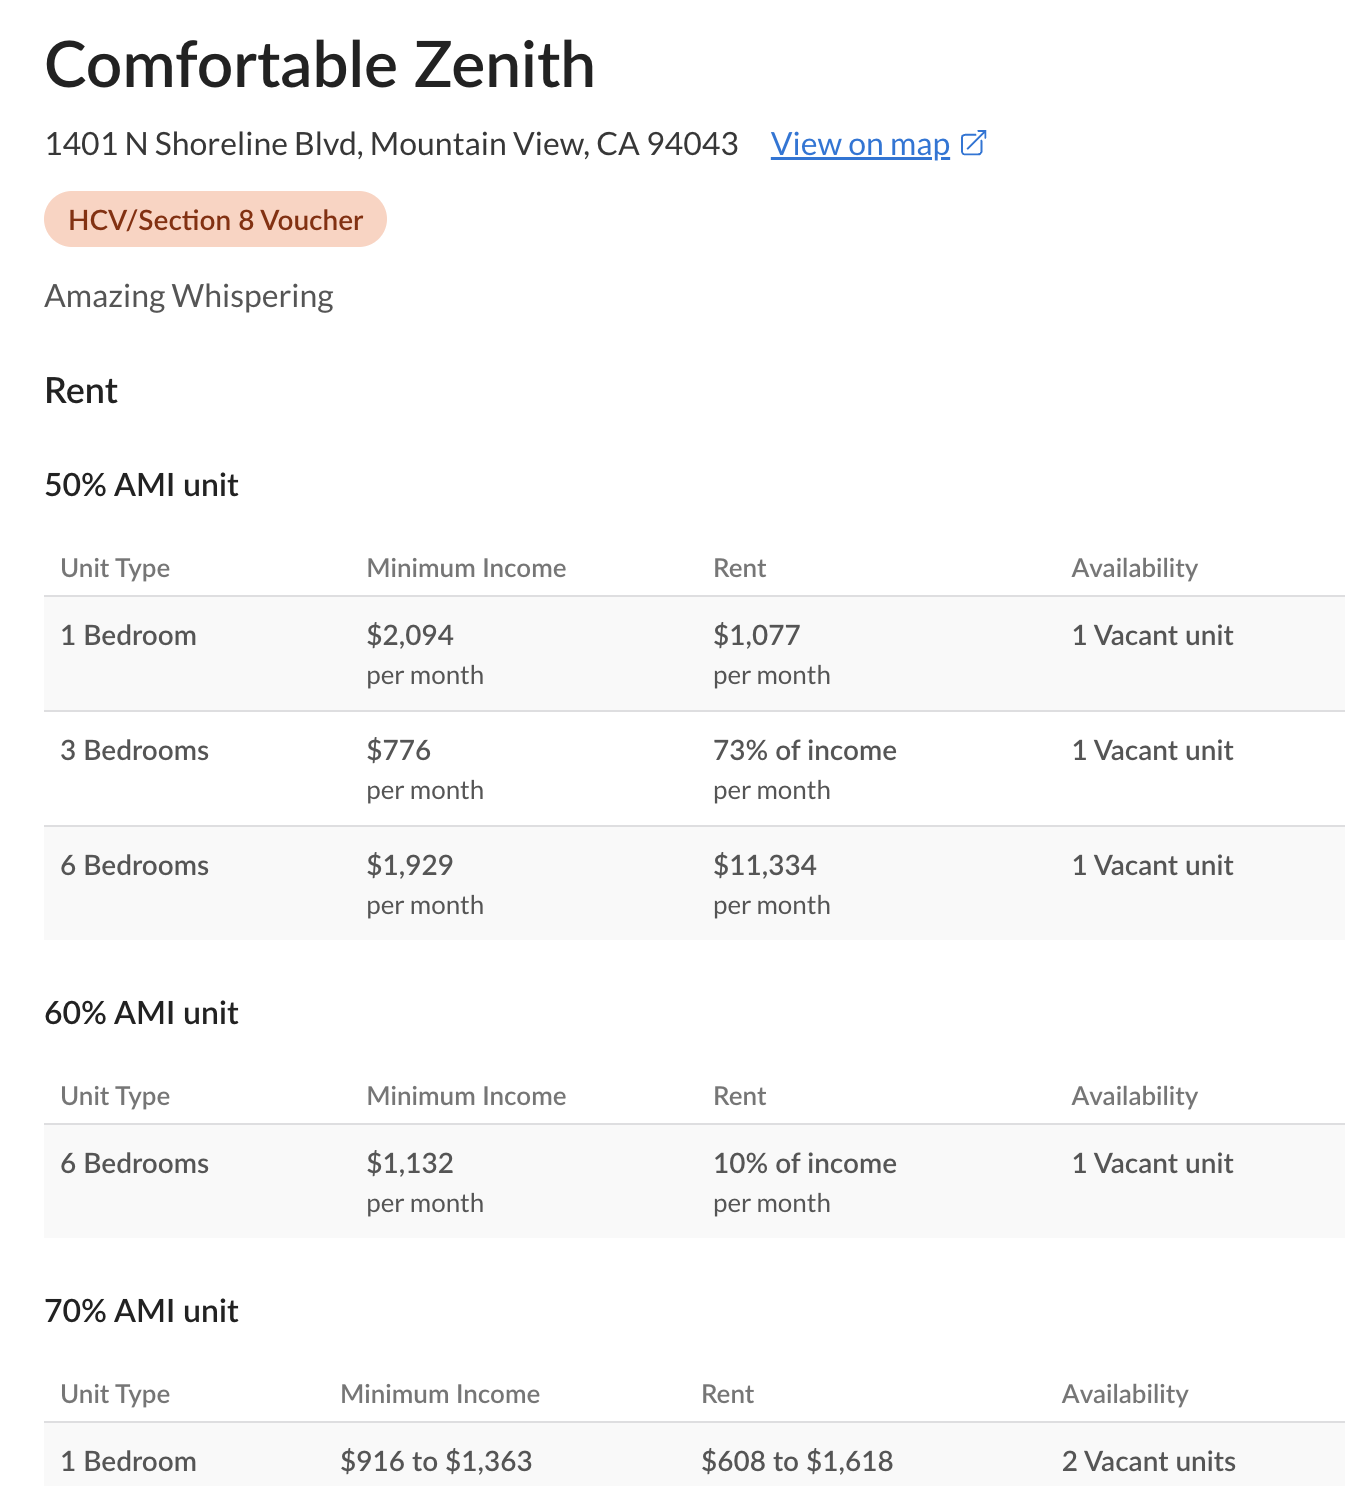 Comfortable Zenith
1401 N Shoreline Blvd, Mountain View, CA 94043 View on map
HCV/Section 8 Voucher
Amazing Whispering
Rent
50% AMI unit
Unit Type Minimum Income Rent Availability
1 Bedroom $2,094 $1,077 1 Vacant unit
per month per month
3 Bedrooms $776 73% of income 1 Vacant unit
per month per month
6 Bedrooms $1,929 $11,334 1 Vacant unit
per month per month
60% AMI unit
Unit Type Minimum Income Rent Availability
6 Bedrooms $1,132 10% of income 1 Vacant unit
per month per month
70% AMI unit
Unit Type Minimum Income Rent Availability
1 Bedroom $916 to $1,363 $608 to $1,618 2 Vacant units